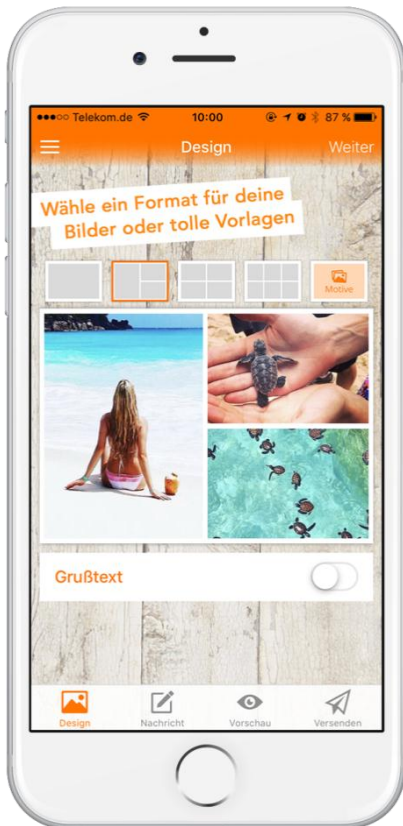 Telekom.de 10:00 87 %
Design Weiter
Wähle ein Format für deine
Bilder oder tolle Vorlagen
Motive
Grußtext
Design Nachricht Vorschau Versenden